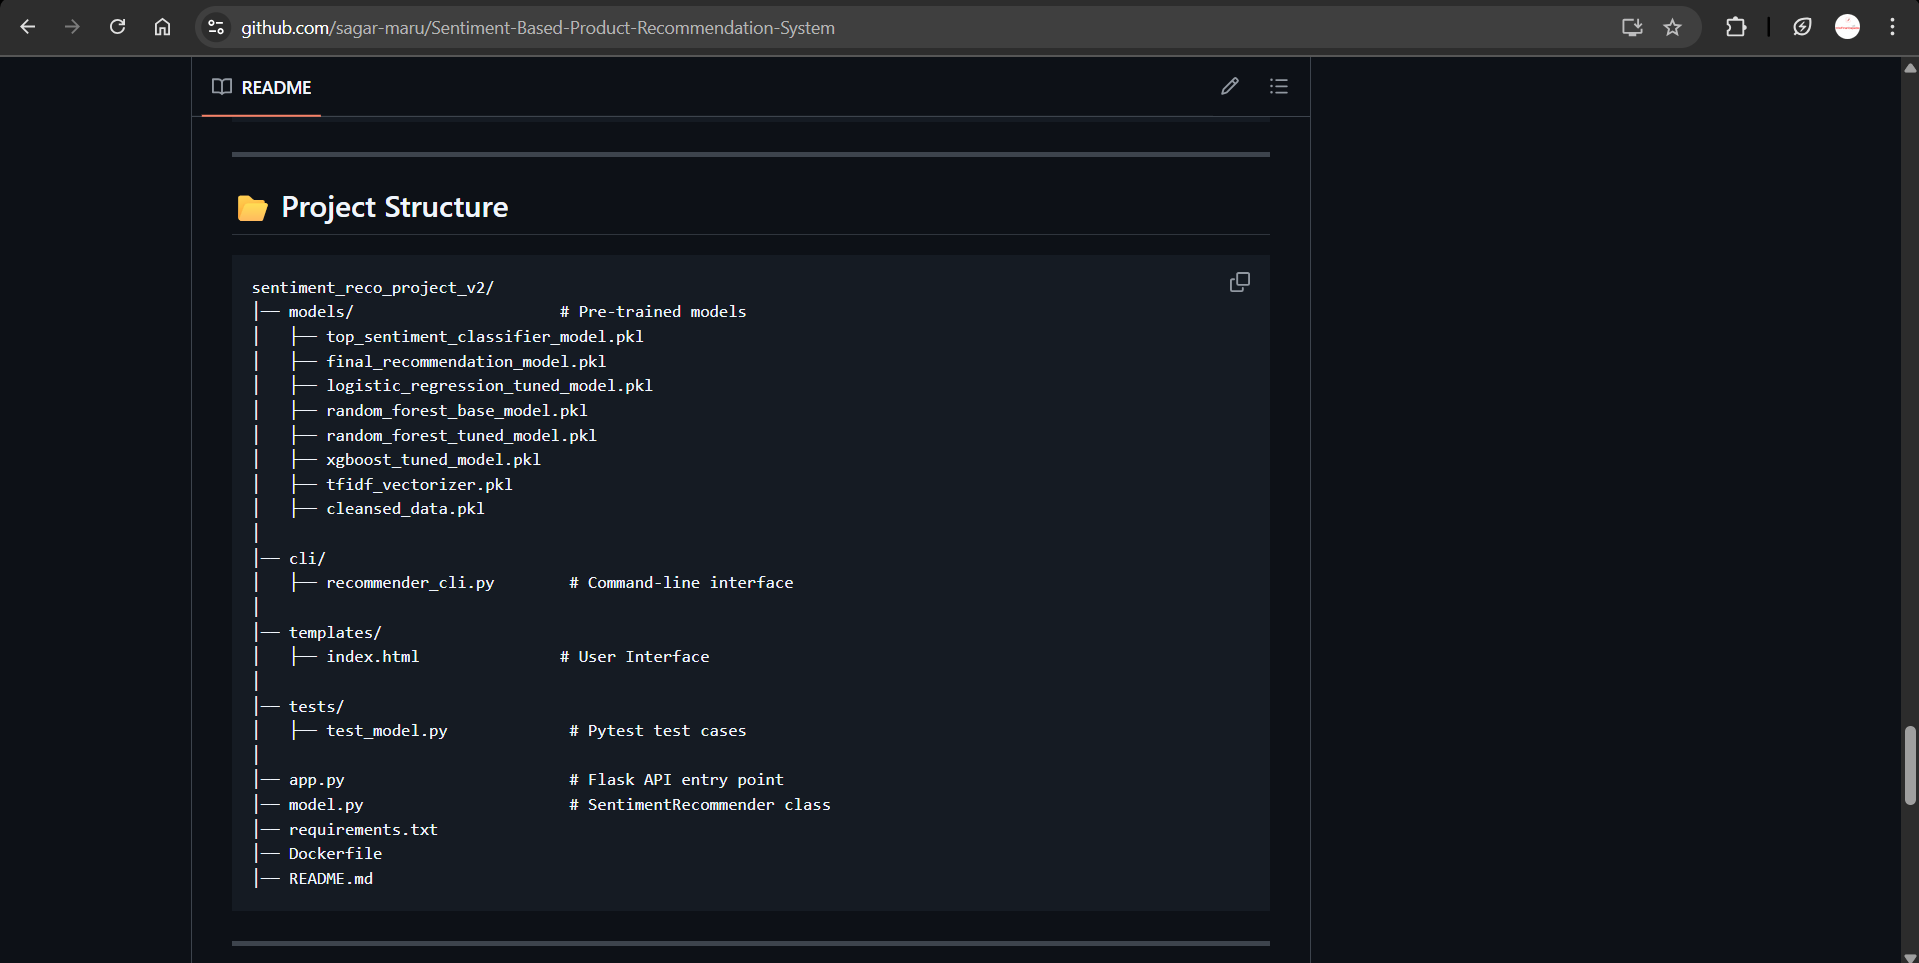 github.com/sagar-maru/Sentiment-Based-Product-Recommendation-System
README
📂 Project Structure
sentiment_reco_project_v2/
│── models/                      # Pre-trained models
│   ├── top_sentiment_classifier_model.pkl
│   ├── final_recommendation_model.pkl
│   ├── logistic_regression_tuned_model.pkl
│   ├── random_forest_base_model.pkl
│   ├── random_forest_tuned_model.pkl
│   ├── xgboost_tuned_model.pkl
│   ├── tfidf_vectorizer.pkl
│   ├── cleansed_data.pkl
│
│── cli/
│   ├── recommender_cli.py        # Command-line interface
│
│── templates/
│   ├── index.html               # User Interface
│
│── tests/
│   ├── test_model.py             # Pytest test cases
│
│── app.py                        # Flask API entry point
│── model.py                      # SentimentRecommender class
│── requirements.txt
│── Dockerfile
│── README.md